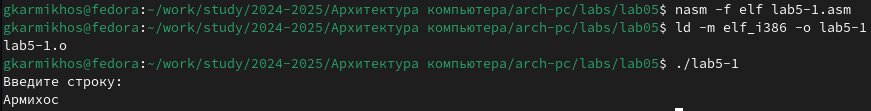 gkarmikhos@fedora:~/work/study/2024-2025/Архитектура компьютера/arch-pc/labs/lab05$ nasm -f elf lab5-1.asm
gkarmikhos@fedora:~/work/study/2024-2025/Архитектура компьютера/arch-pc/labs/lab05$ ld -m elf_i386 -o lab5-1
lab5-1.o
gkarmikhos@fedora:~/work/study/2024-2025/Архитектура компьютера/arch-pc/labs/lab05$ ./lab5-1
Введите строку:
Армихос